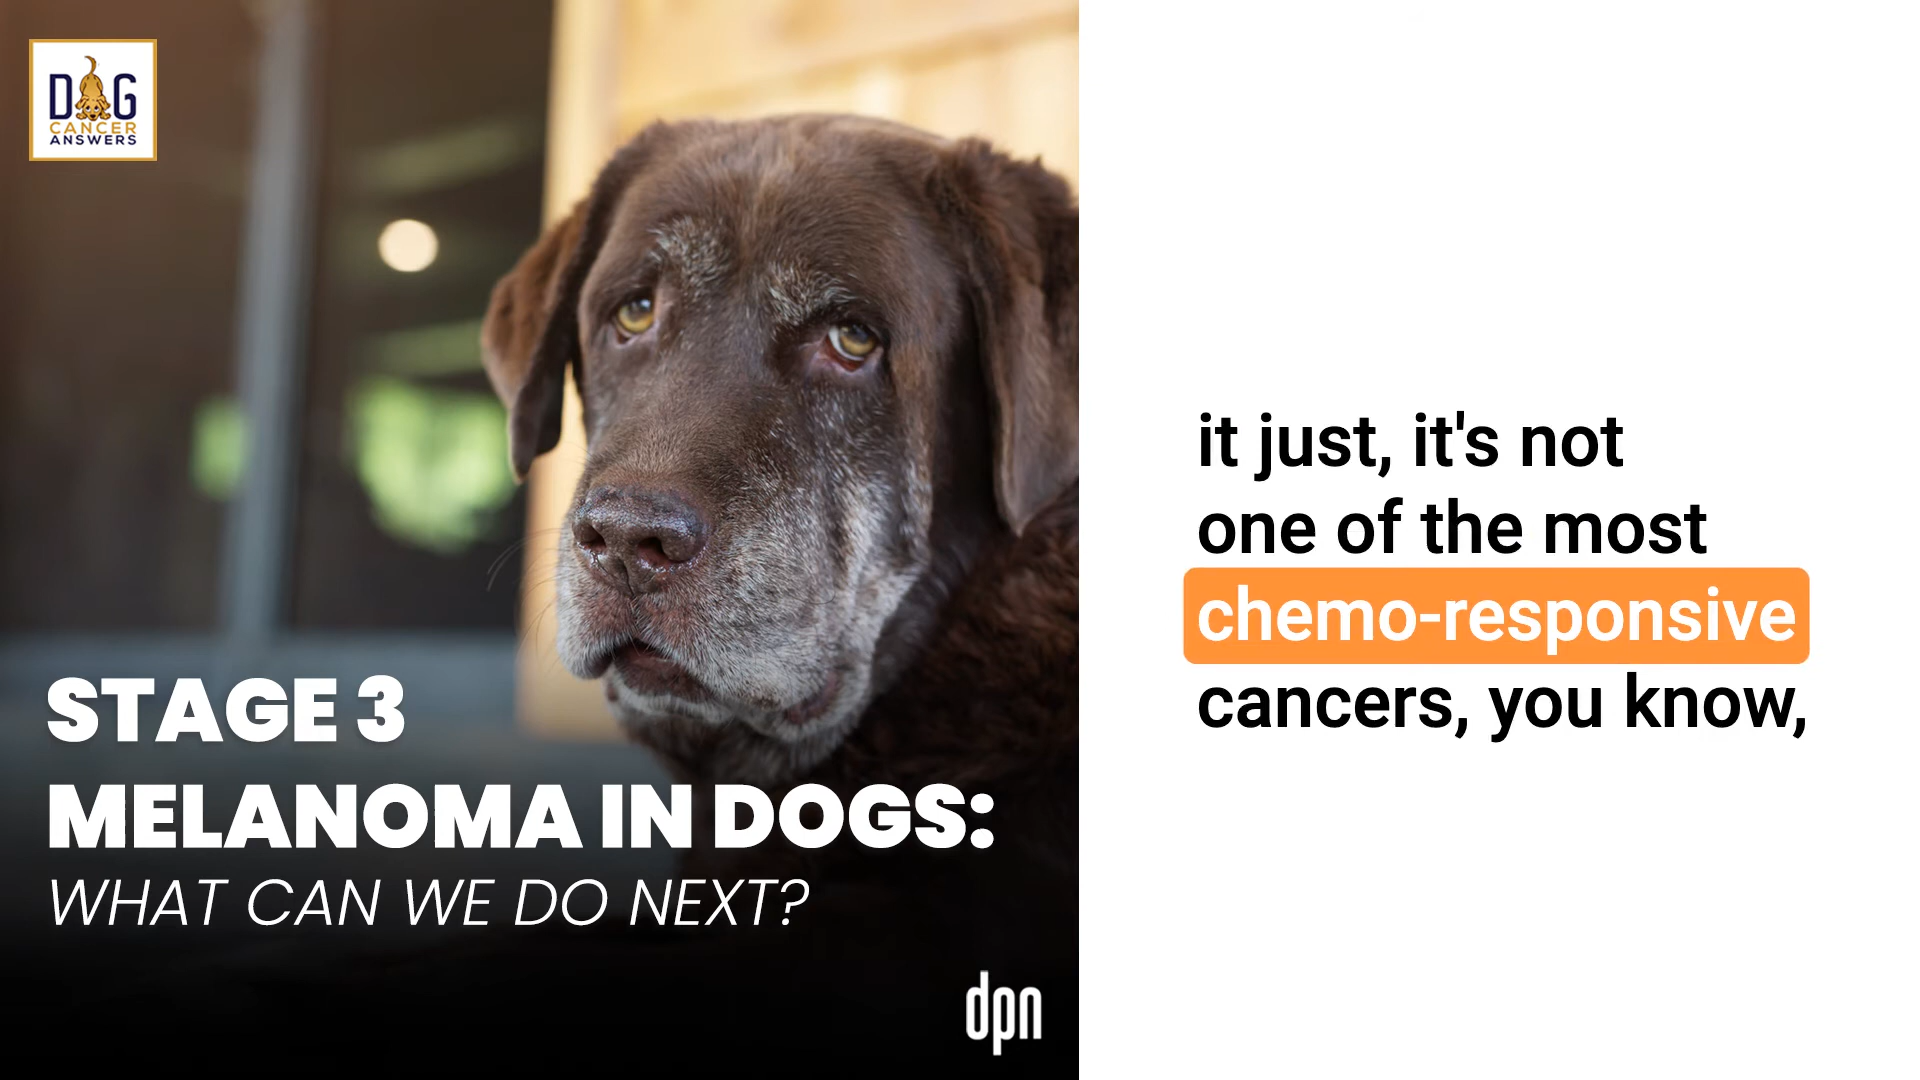 DOG
CANCER
ANSWERS
STAGE 3
MELANOMA IN DOGS:
WHAT CAN WE DO NEXT?
dpn
it just, it's not
one of the most
chemo-responsive
cancers, you know,